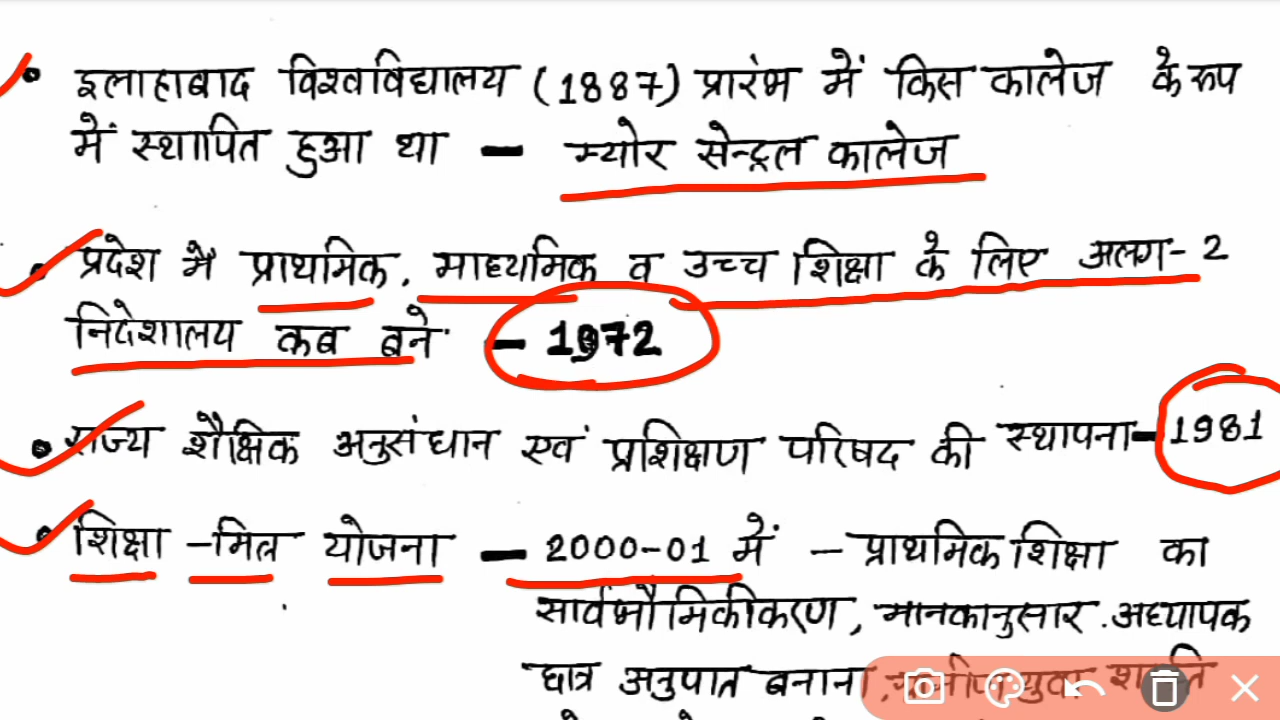 • इलाहाबाद विश्वविद्यालय (1887) प्रारंभ में किस कालेज के रुप
में स्थापित हुआ था – म्योर सेन्ट्रल कालेज
• प्रदेश मे प्राथमिक, माध्यमिक व उच्च शिक्षा के लिए अलग-2
निदेशालय कब बने – 1972
• राज्य शैक्षिक अनुसंधान एवं प्रशिक्षण परिषद की स्थापना – 1981
• शिक्षा – मित्र योजना – 2000-01 में – प्राथमिक शिक्षा का
सार्वभौमिकीकरण, मानकानुसार अध्यापक
छात्र अनुपात बनाना,